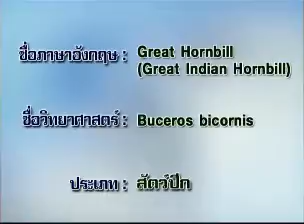 ชื่อภาษาอังกฤษ : Great Hornbill
(Great Indian Hornbill)
ชื่อวิทยาศาสตร์ : Buceros bicornis
ประเภท : สัตว์ปีก